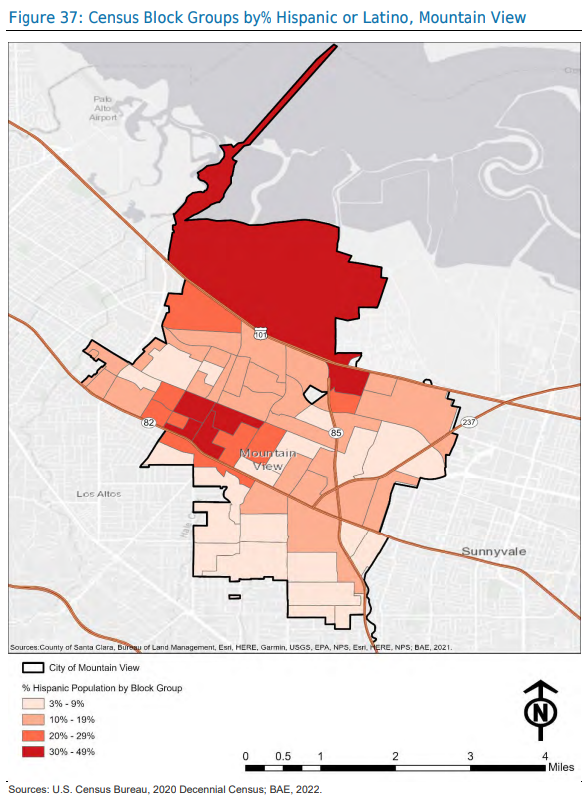 Figure 37: Census Block Groups by% Hispanic or Latino, Mountain View
Palo
Alto
Airport
101
82
85
237
Mountain
View
Los Altos
Sunnyvale
Sources:County of Santa Clara, Bureau of Land Management, Esri, HERE, Garmin, USGS, EPA, NPS, Esri, HERE, NPS; BAE, 2021.
City of Mountain View
% Hispanic Population by Block Group
3% - 9%
10% - 19%
20% - 29%
30% - 49%
N
0 0.5 1 2 3 4
Miles
Sources: U.S. Census Bureau, 2020 Decennial Census; BAE, 2022.